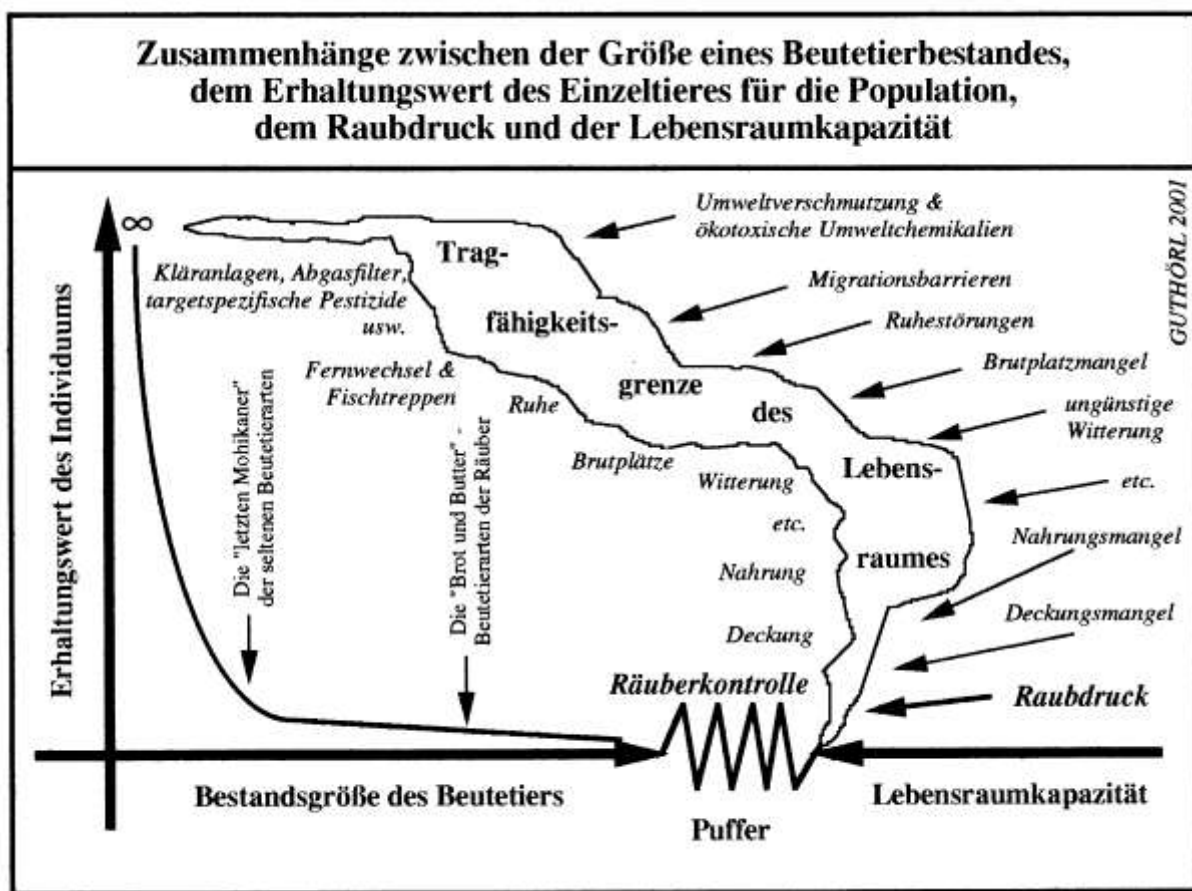 Zusammenhänge zwischen der Größe eines Beutetierbestandes,
dem Erhaltungswert des Einzeltieres für die Population,
dem Raubdruck und der Lebensraumkapazität
GUTHÖRL 2001
Erhaltungswert des Individuums
∞
Umweltverschmutzung &
ökotoxische Umweltchemikalien
Trag-
Kläranlagen, Abgasfilter,
targetspezifische Pestizide
usw.
Migrationsbarrieren
fähigkeits-
Ruhestörungen
Fernwechsel &
Fischtreppen
Ruhe
grenze
Brutplatzmangel
des
ungünstige
Witterung
Brutplätze
Witterung
Lebens-
etc.
etc.
Nahrungsmangel
Nahrung
raumes
Deckungsmangel
Deckung
Die "letzten Mohikaner"
der seltenen Beutetierarten
Die "Brot und Butter" -
Beutetierarten der Räuber
Räuberkontrolle
Raubdruck
Bestandsgröße des Beutetiers
Lebensraumkapazität
Puffer